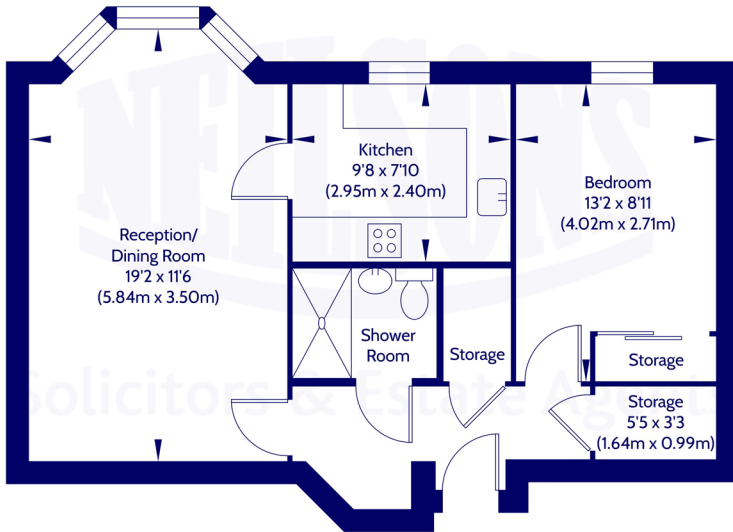 NEILSONS
Solicitors & Estate Agents
Kitchen
9'8 x 7'10
(2.95m x 2.40m)
Bedroom
13'2 x 8'11
(4.02m x 2.71m)
Reception/
Dining Room
19'2 x 11'6
(5.84m x 3.50m)
Shower
Room
Storage
Storage
Storage
5'5 x 3'3
(1.64m x 0.99m)